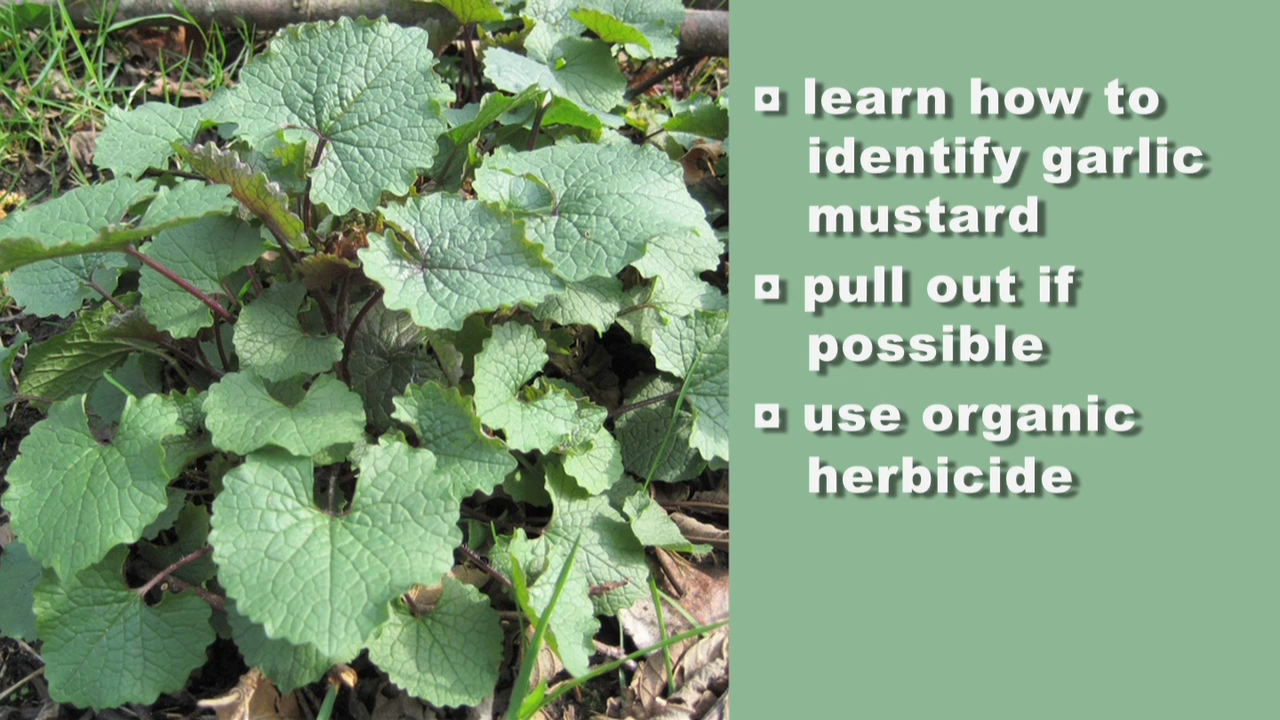 ¤ learn how to
identify garlic
mustard
¤ pull out if
possible
¤ use organic
herbicide